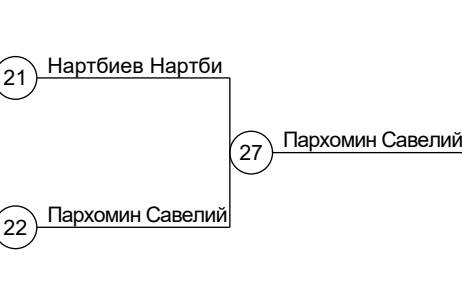 21 Нартбиев Нартби
27 Пархомин Савелий
22 Пархомин Савелий